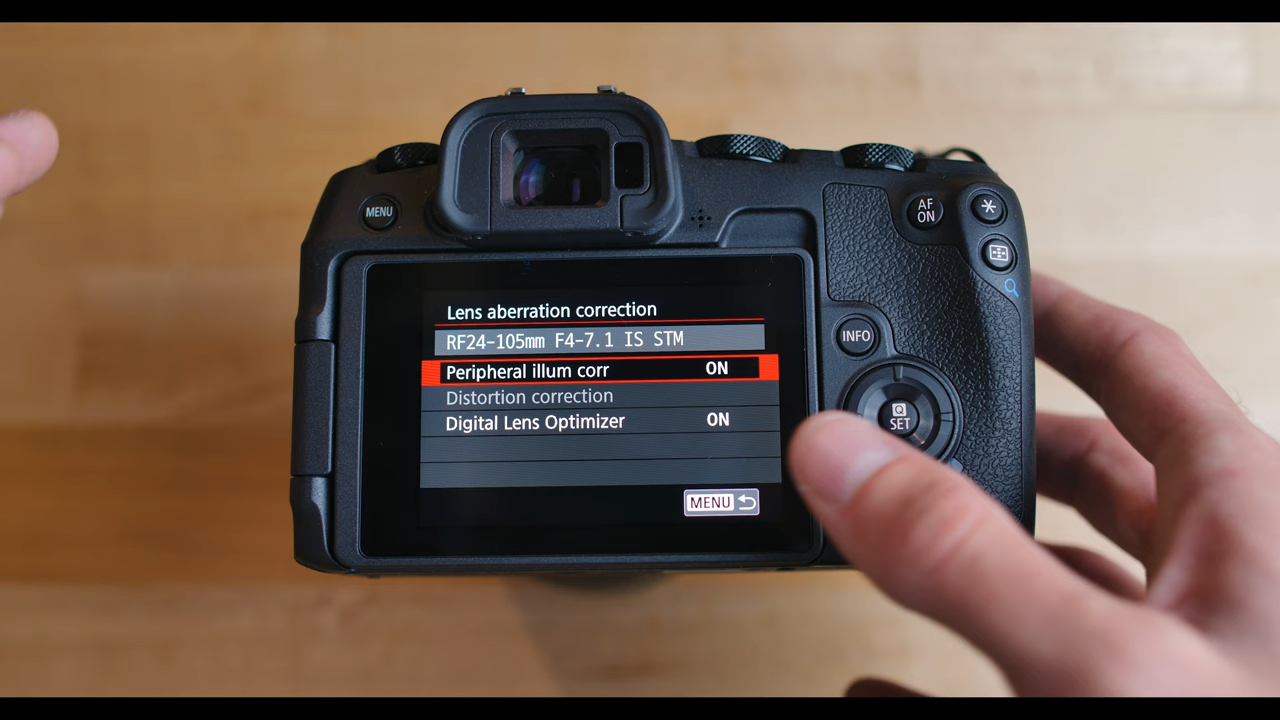 MENU
AF
ON
INFO
Q
SET
Lens aberration correction
RF24-105mm F4-7.1 IS STM
Peripheral illum corr ON
Distortion correction
Digital Lens Optimizer ON
MENU